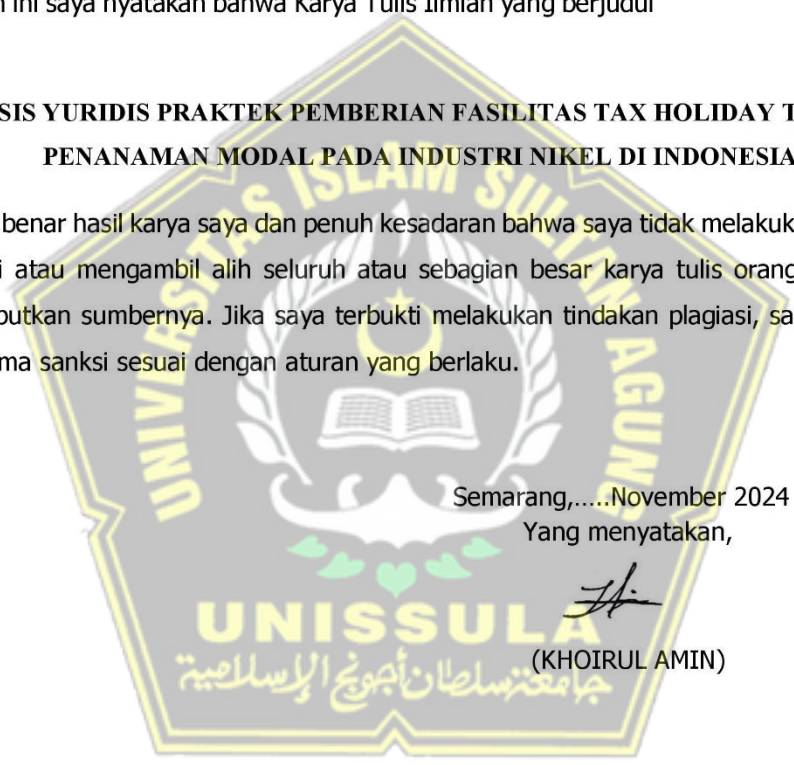 n ini saya nyatakan bahwa Karya Tulis Ilmiah yang berjudul
SIS YURIDIS PRAKTEK PEMBERIAN FASILITAS TAX HOLIDAY T
PENANAMAN MODAL PADA INDUSTRI NIKEL DI INDONESIA
benar hasil karya saya dan penuh kesadaran bahwa saya tidak melakuk
i atau mengambil alih seluruh atau sebagian besar karya tulis orang
butkan sumbernya. Jika saya terbukti melakukan tindakan plagiasi, sa
ma sanksi sesuai dengan aturan yang berlaku.
UNIVERSITAS ISLAM SULTAN AGUNG
Semarang,.....November 2024
Yang menyatakan,
UNISSULA
(KHOIRUL AMIN)
جامعة سلطان أجونج الإسلامية